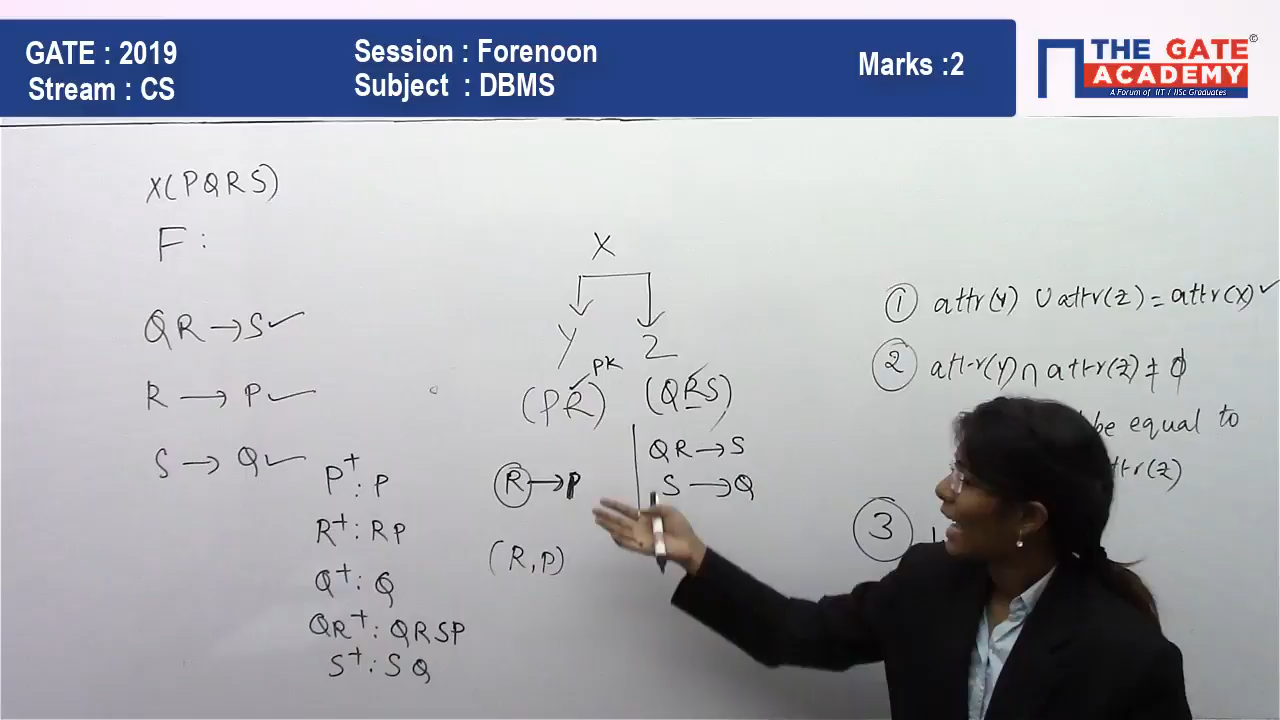 GATE : 2019
Stream : CS
Session : Forenoon
Subject : DBMS
Marks :2
THE GATE
ACADEMY
©
A Forum of IIT / IISc Graduates
X(PQRS)
F :
QR → S ✓
R → P ✓
S → Q ✓
P⁺ : P
R⁺ : RP
Q⁺ : Q
QR⁺ : QRSP
S⁺ : SQ
X
Y Z
PK
(PR) (QRS)
R → P
(R, P)
QR → S
S → Q
① attr(Y) ∪ attr(Z) = attr(X) ✓
② attr(Y) ∩ attr(Z) ≠ ϕ
be equal to
attr(Z)
③